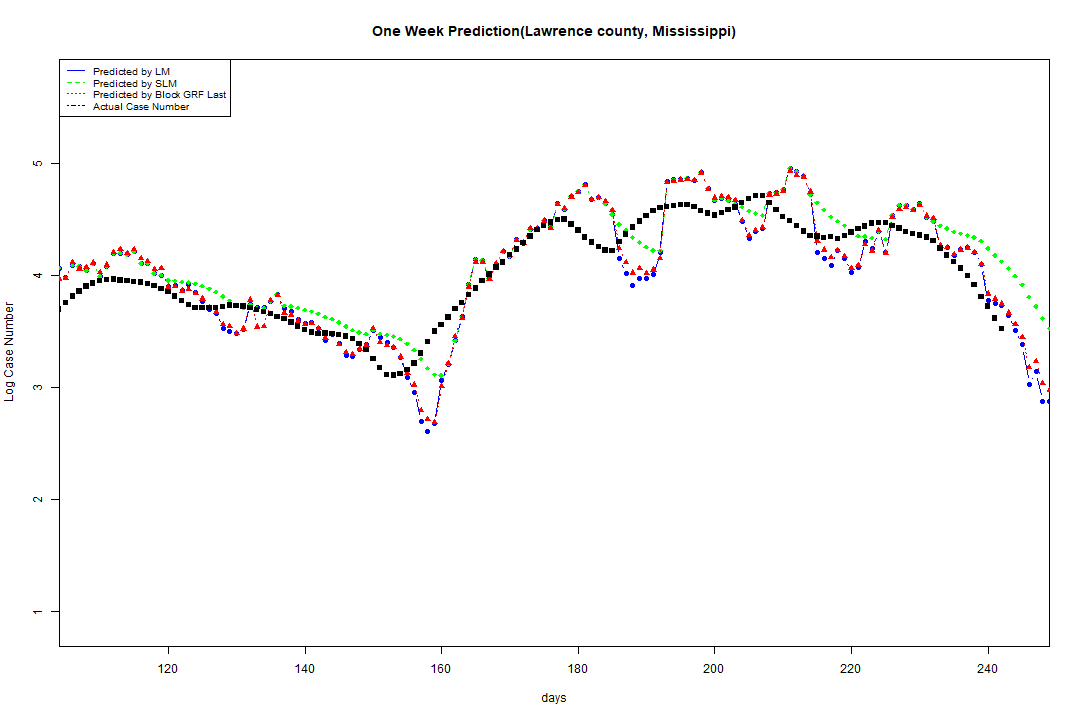 One Week Prediction(Lawrence county, Mississippi)
Predicted by LM
Predicted by SLM
Predicted by Block GRF Last
Actual Case Number
5
4
3
2
1
Log Case Number
120 140 160 180 200 220 240
days